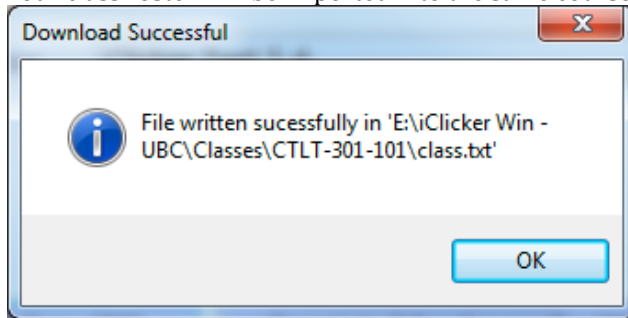 Download Successful
File written sucessfully in 'E:\iClicker Win -
UBC\Classes\CTLT-301-101\class.txt'
OK